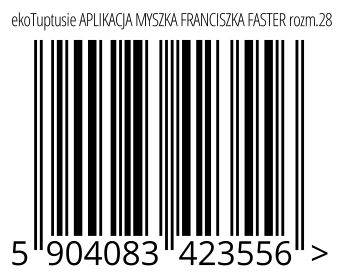 ekoTuptusie APLIKACJA MYSZKA FRANCISZKA FASTER rozm.28
5 904083 423556 >